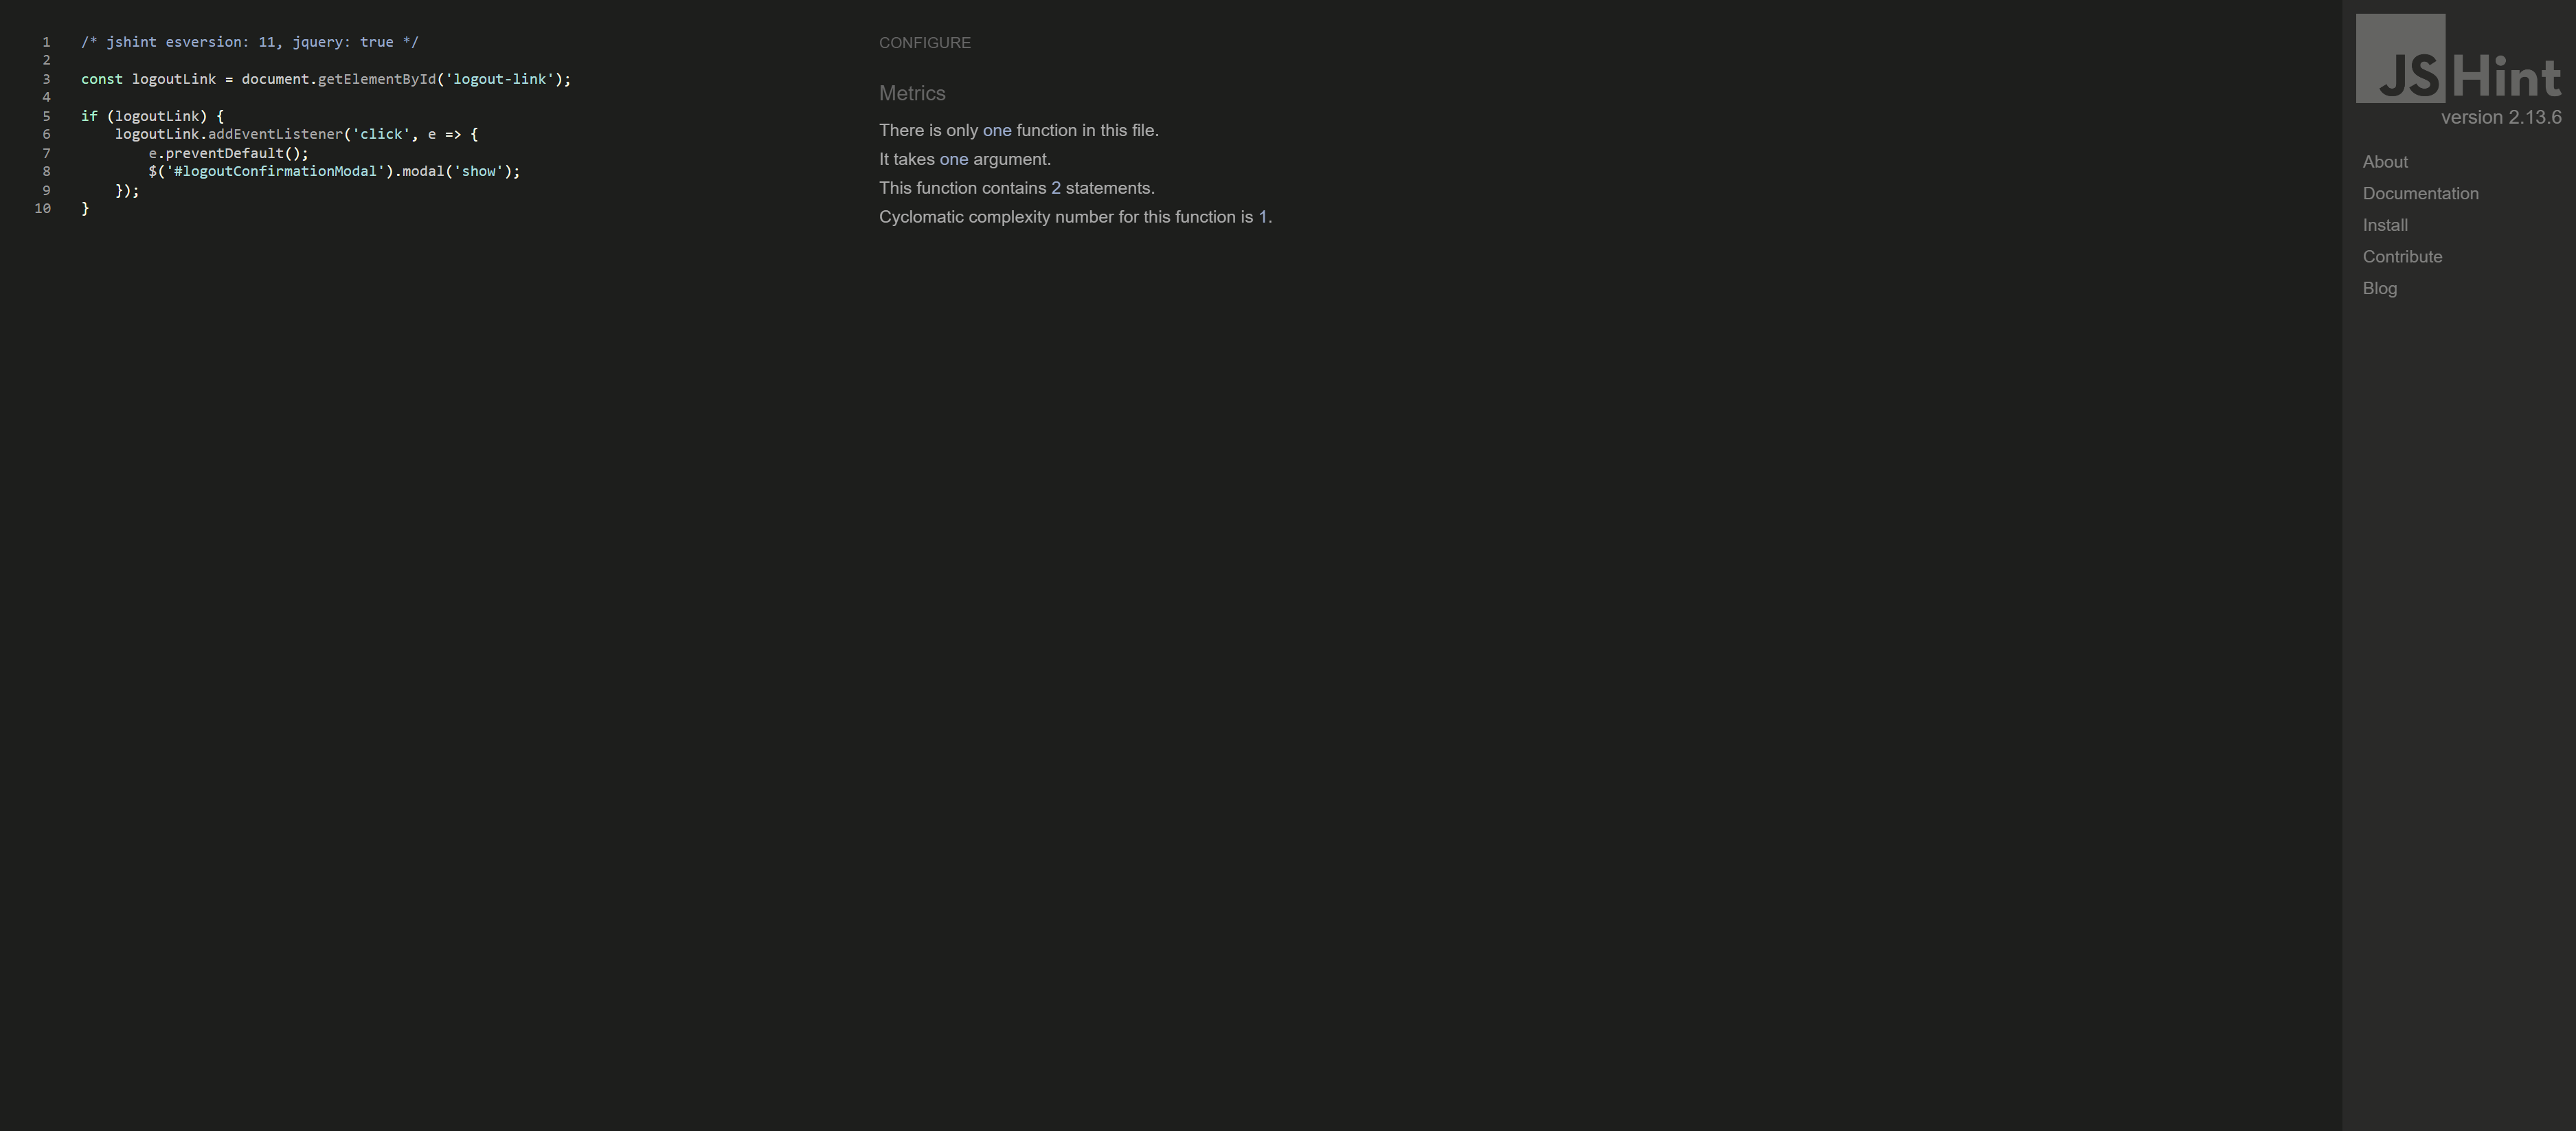 1 /* jshint esversion: 11, jquery: true */
2
3 const logoutLink = document.getElementById('logout-link');
4
5 if (logoutLink) {
6     logoutLink.addEventListener('click', e => {
7         e.preventDefault();
8         $('#logoutConfirmationModal').modal('show');
9     });
10 }
CONFIGURE
Metrics
There is only one function in this file.
It takes one argument.
This function contains 2 statements.
Cyclomatic complexity number for this function is 1.
JSHint
version 2.13.6
About
Documentation
Install
Contribute
Blog